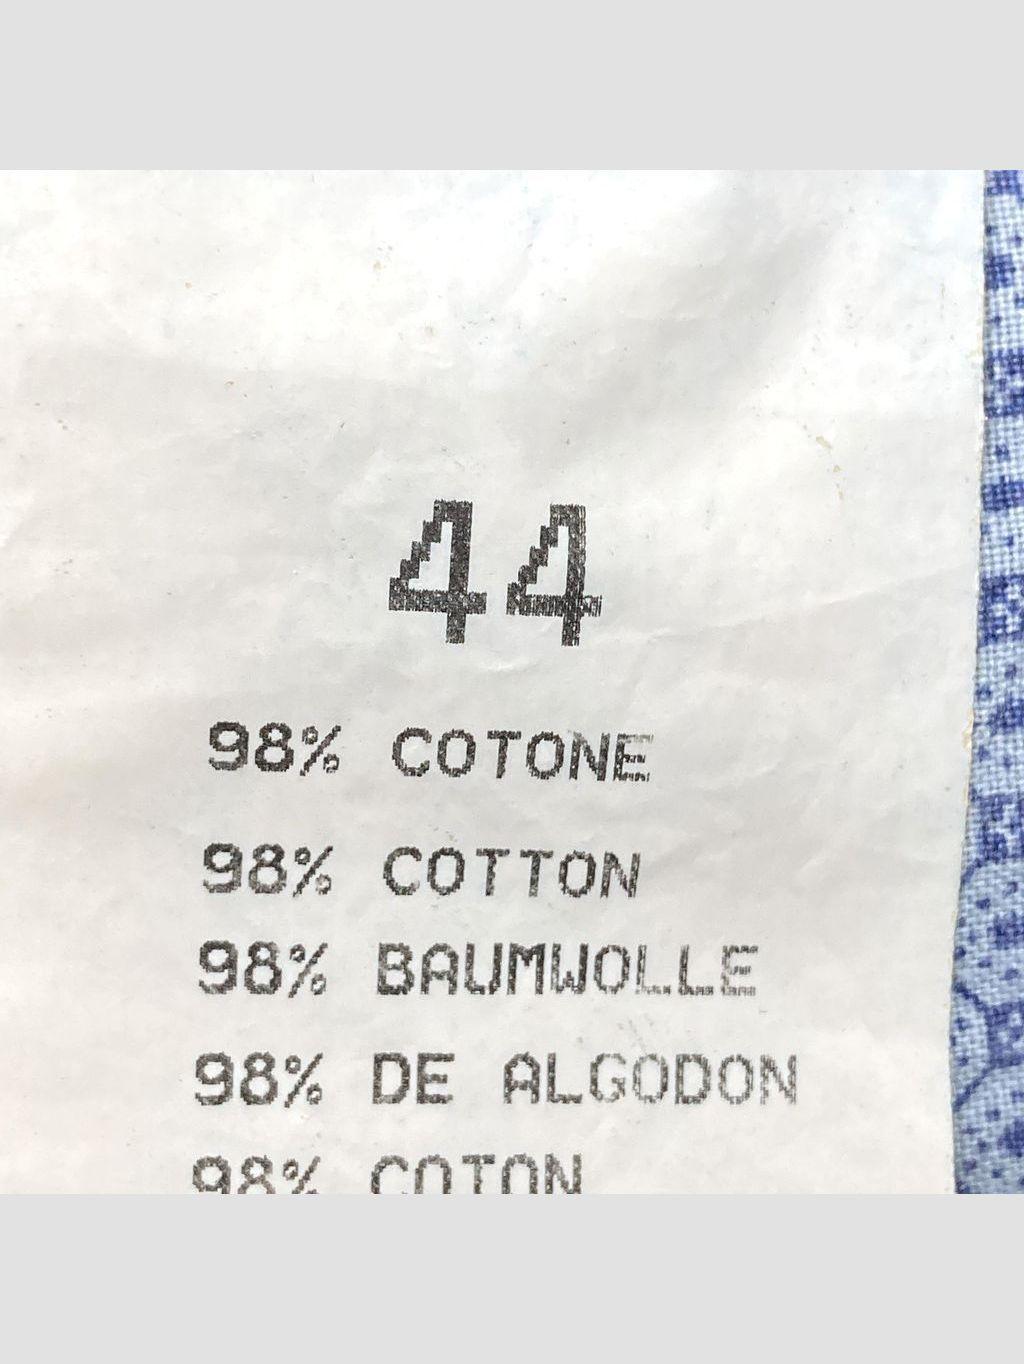 44
98% COTONE
98% COTTON
98% BAUMWOLLE
98% DE ALGODON
98% COTON